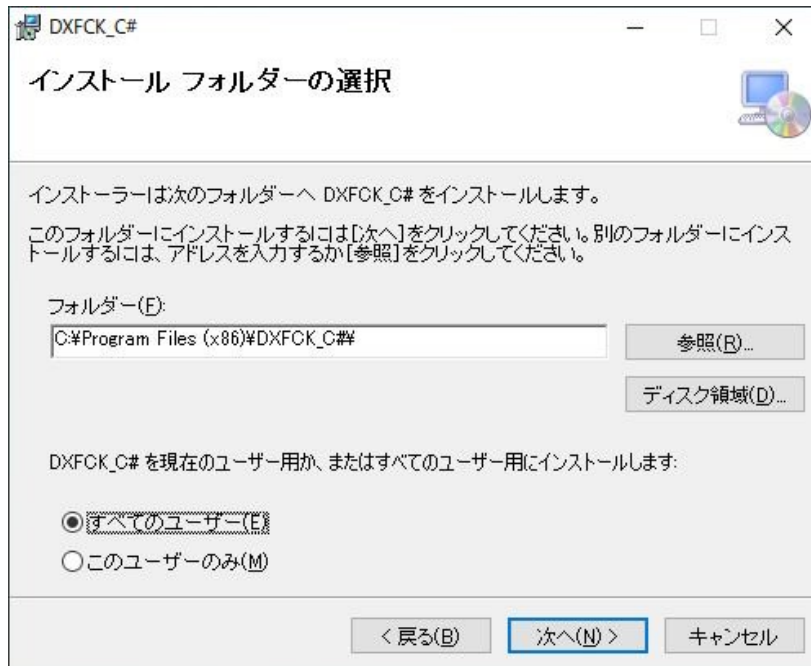 DXFCK_C#
インストール フォルダーの選択
インストーラーは次のフォルダーへ DXFCK_C# をインストールします。
このフォルダーにインストールするには[次へ]をクリックしてください。別のフォルダーにインス
トールするには、アドレスを入力するか[参照]をクリックしてください。
フォルダー(F):
C:¥Program Files (x86)¥DXFCK_C#¥
参照(R)...
ディスク領域(D)...
DXFCK_C# を現在のユーザー用か、またはすべてのユーザー用にインストールします:
すべてのユーザー(E)
このユーザーのみ(M)
< 戻る(B)
次へ(N) >
キャンセル